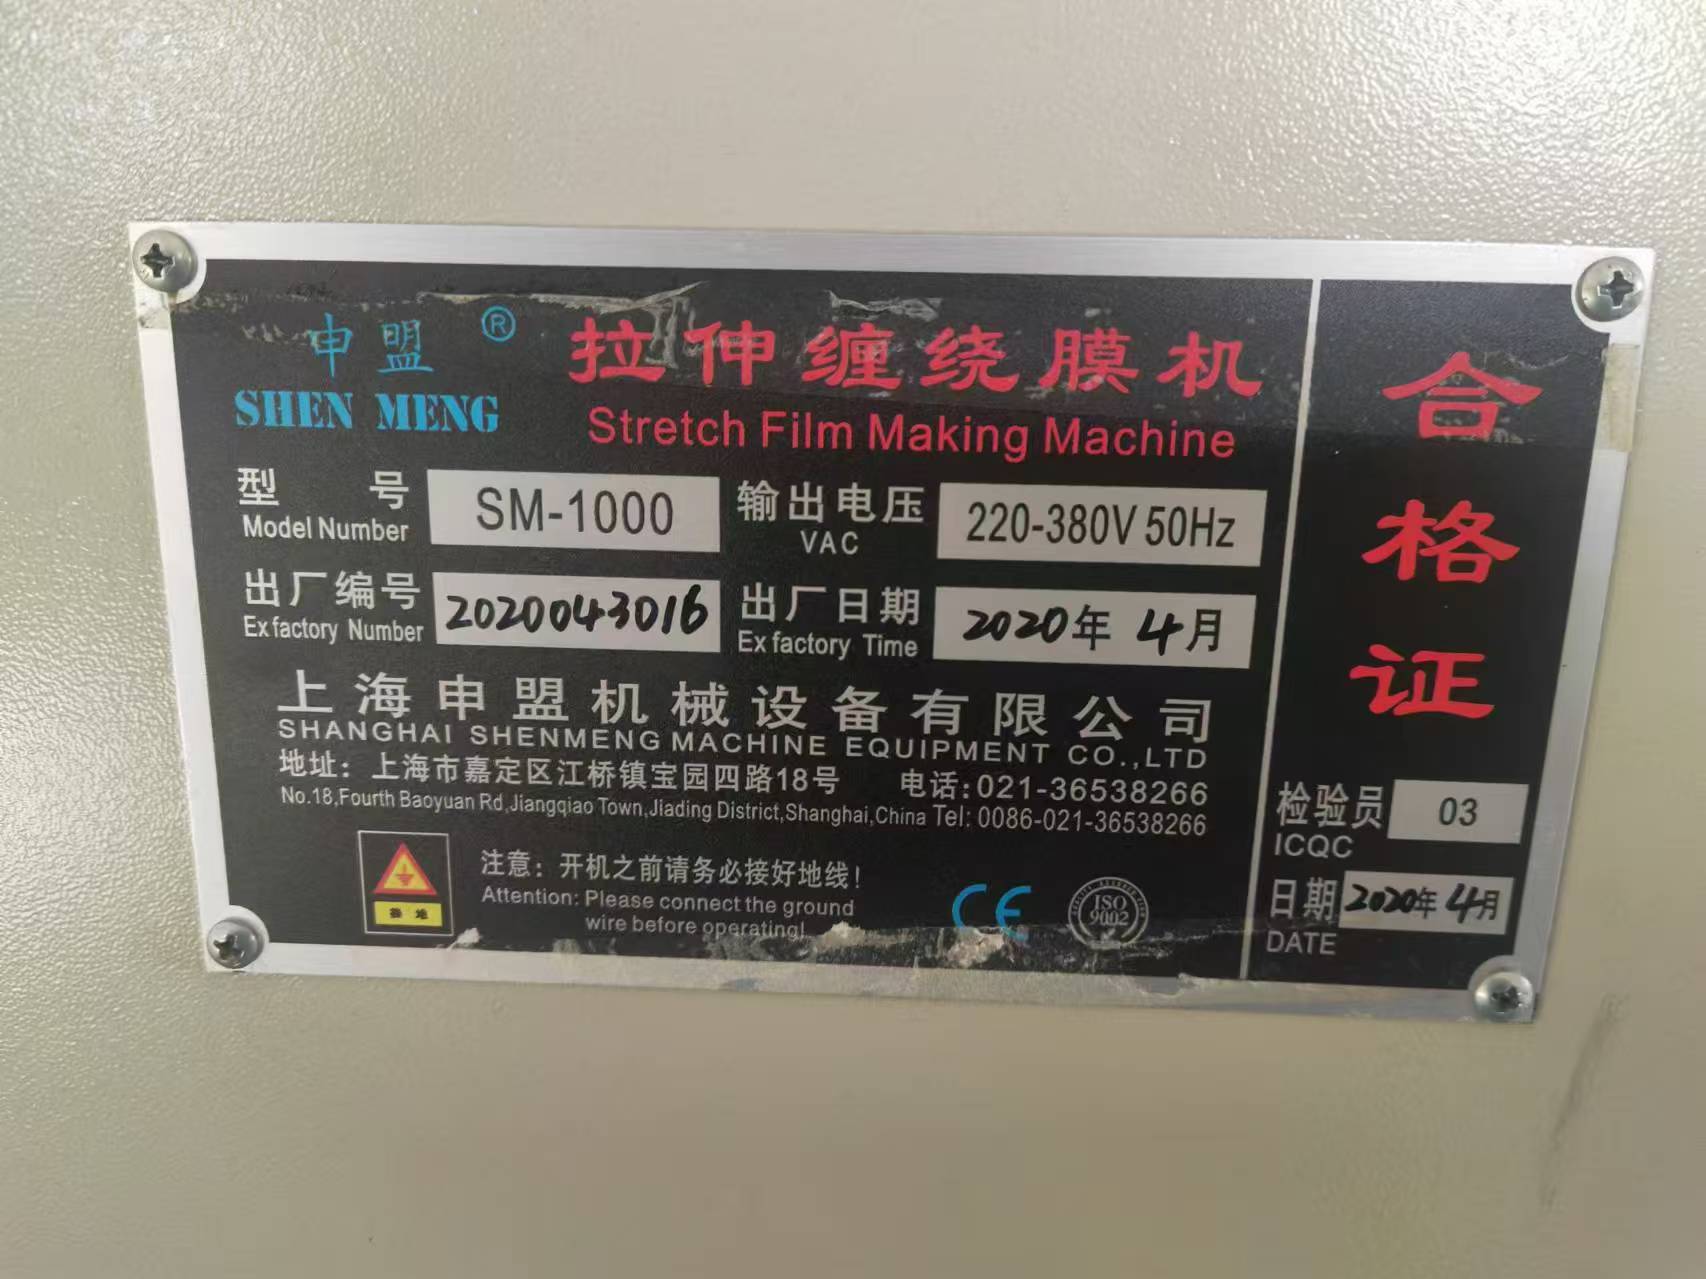 申盟 ® 拉伸缠绕膜机
SHEN MENG Stretch Film Making Machine
型号 SM-1000 输出电压 220-380V 50Hz
Model Number VAC
出厂编号 2020043016 出厂日期 2020年 4月
Ex factory Number Ex factory Time
上海申盟机械设备有限公司
SHANGHAI SHENMENG MACHINE EQUIPMENT CO.,LTD
地址：上海市嘉定区江桥镇宝园四路18号 电话:021-36538266
No.18,Fourth Baoyuan Rd,Jiangqiao Town,Jiading District,Shanghai,China Tel: 0086-021-36538266
接地
注意：开机之前请务必接好地线！
Attention: Please connect the ground
wire before operating!
CE
ISO
9002
合
格
证
检验员 03
ICQC
日期 2020年 4月
DATE